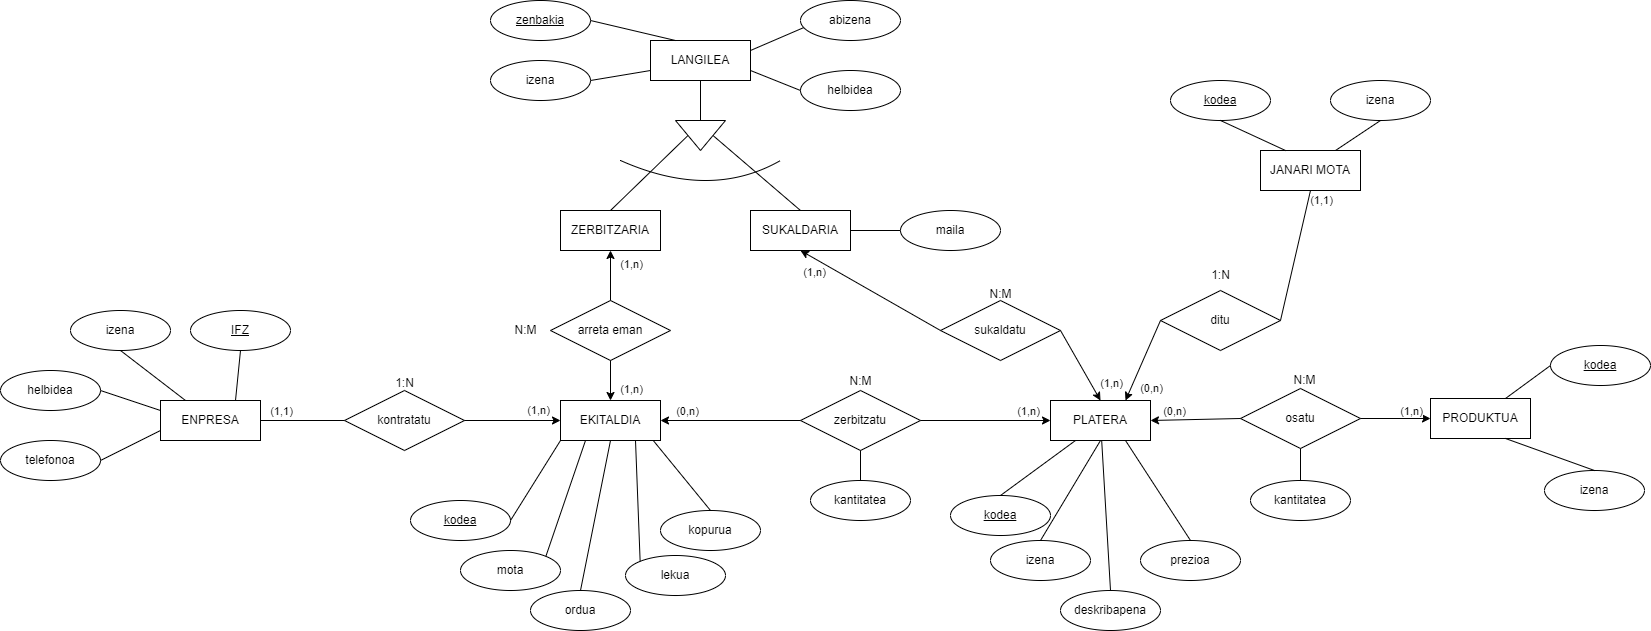 zenbakia
abizena
LANGILEA
izena
helbidea
kodea
izena
JANARI MOTA
(1,1)
ZERBITZARIA
SUKALDARIA
maila
(1,n)
(1,n)
1:N
N:M
izena
IFZ
N:M
arreta eman
sukaldatu
ditu
kodea
helbidea
1:N
(1,n)
N:M
(1,n)
(0,n)
N:M
ENPRESA
(1,1)
kontratatu
(1,n)
EKITALDIA
(0,n)
zerbitzatu
(1,n)
PLATERA
(0,n)
osatu
(1,n)
PRODUKTUA
telefonoa
kantitatea
kantitatea
izena
kodea
kopurua
kodea
mota
lekua
izena
prezioa
ordua
deskribapena